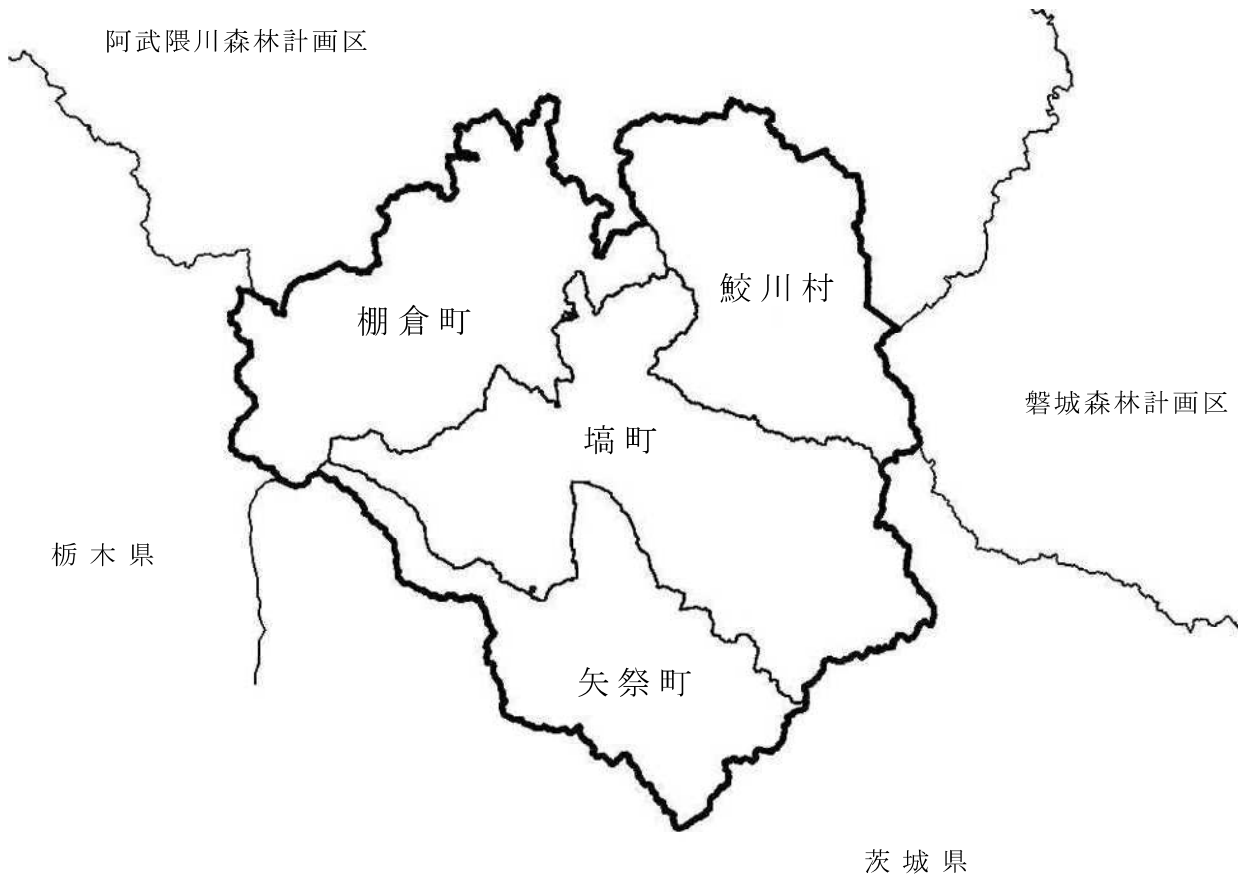 阿武隈川森林計画区
鮫川村
棚倉町
磐城森林計画区
塙町
栃木県
矢祭町
茨城県